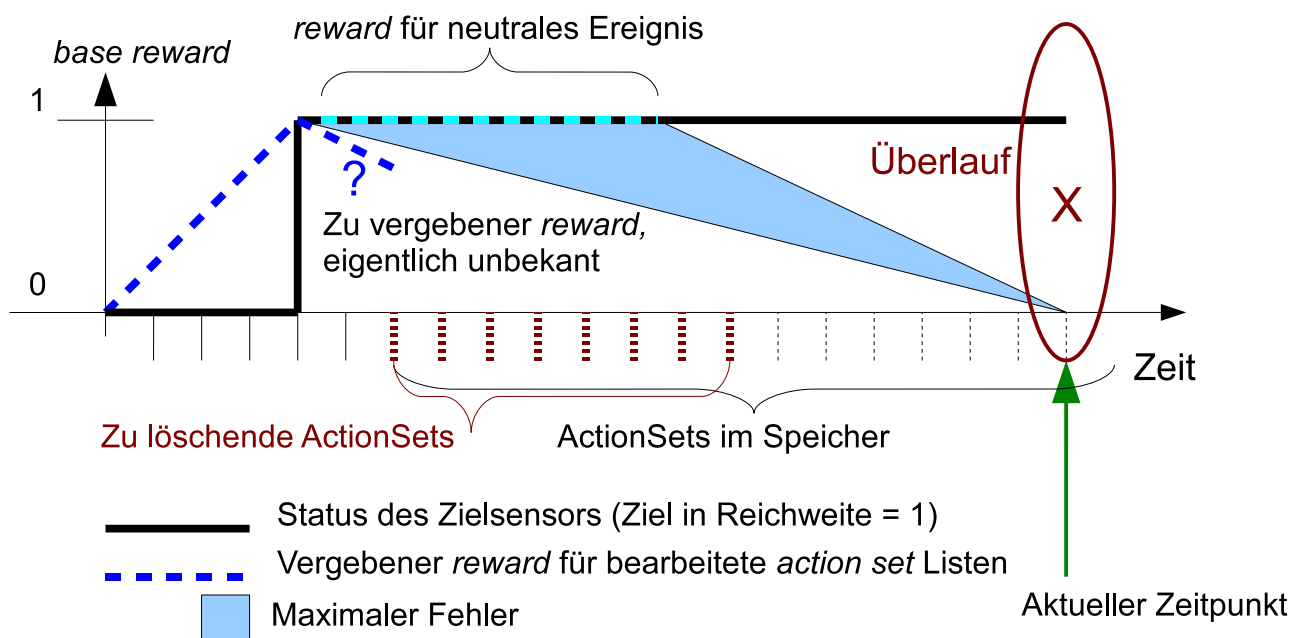 reward für neutrales Ereignis
base reward
1
Überlauf
X
?
Zu vergebener reward,
eigentlich unbekant
0
Zeit
Zu löschende ActionSets
ActionSets im Speicher
Status des Zielsensors (Ziel in Reichweite = 1)
Vergebener reward für bearbeitete action set Listen
Maximaler Fehler
Aktueller Zeitpunkt